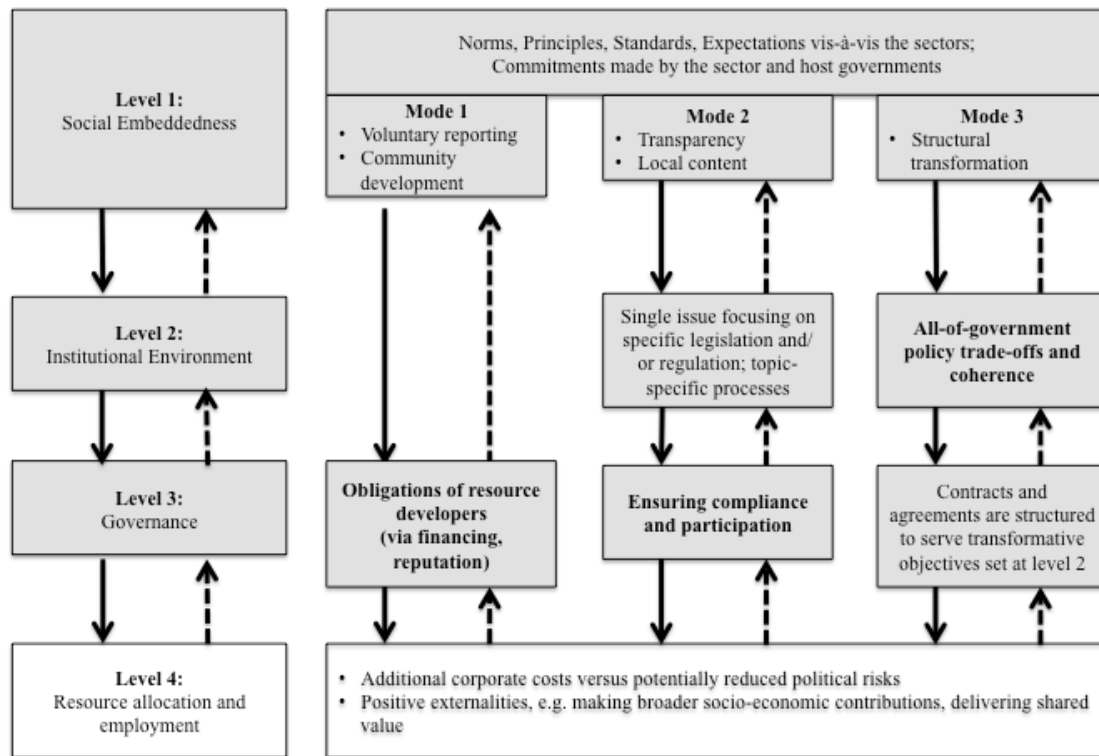 Norms, Principles, Standards, Expectations vis-à-vis the sectors;
Commitments made by the sector and host governments
Level 1:
Social Embeddedness
Mode 1
• Voluntary reporting
• Community
development
Mode 2
• Transparency
• Local content
Mode 3
• Structural
transformation
Level 2:
Institutional Environment
Single issue focusing on
specific legislation and/
or regulation; topic-
specific processes
All-of-government
policy trade-offs and
coherence
Level 3:
Governance
Obligations of resource
developers
(via financing,
reputation)
Ensuring compliance
and participation
Contracts and
agreements are structured
to serve transformative
objectives set at level 2
Level 4:
Resource allocation and
employment
• Additional corporate costs versus potentially reduced political risks
• Positive externalities, e.g. making broader socio-economic contributions, delivering shared
value